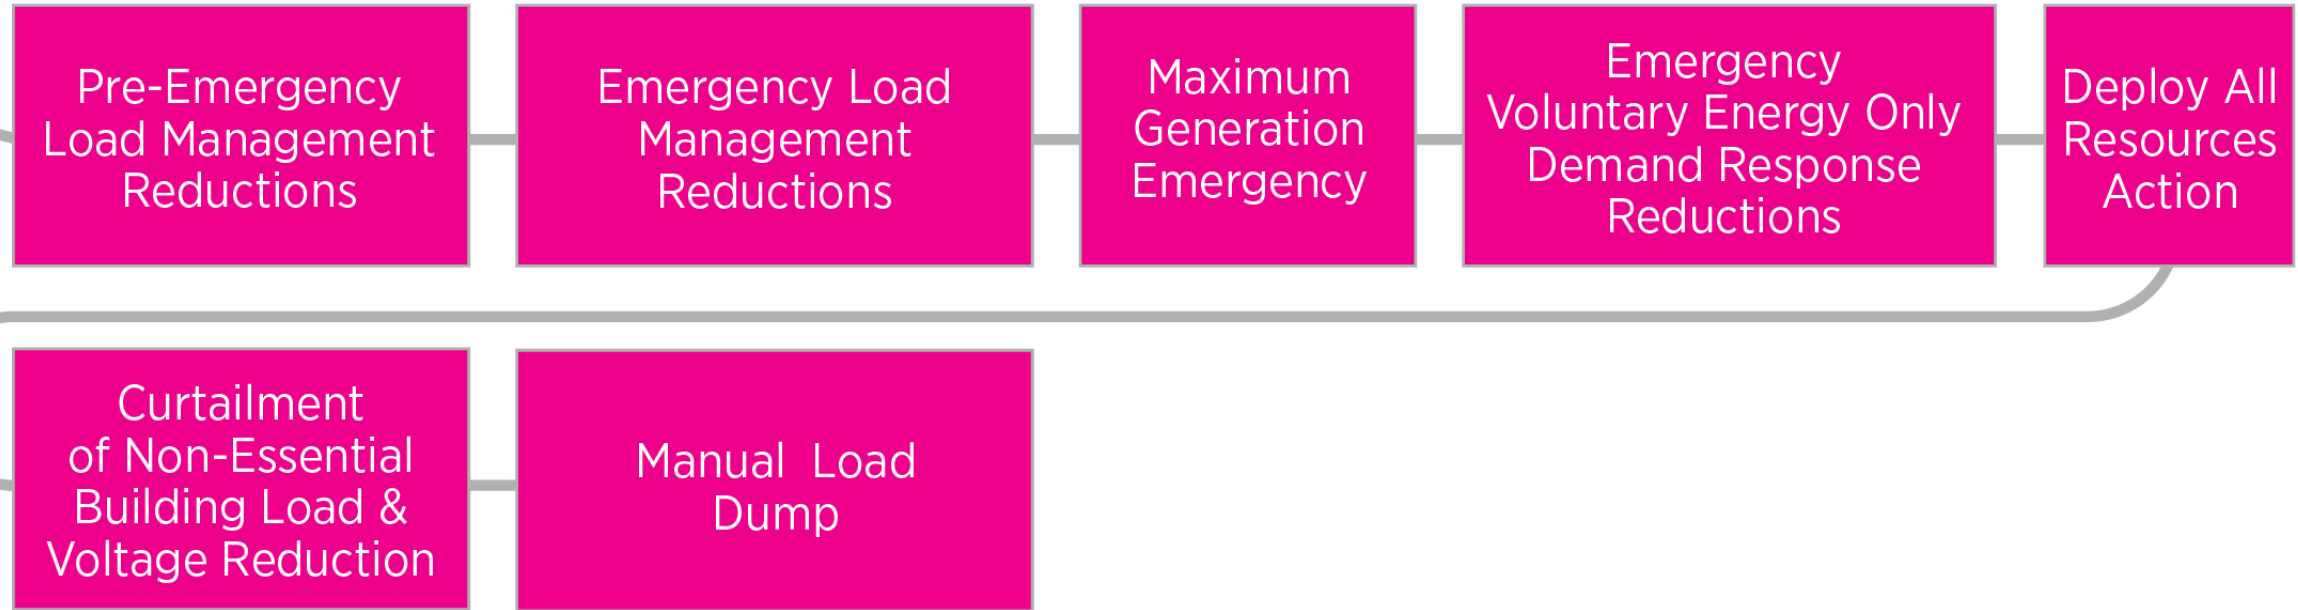 Pre-Emergency
Load Management
Reductions
Emergency Load
Management
Reductions
Maximum
Generation
Emergency
Emergency
Voluntary Energy Only
Demand Response
Reductions
Deploy All
Resources
Action
Curtailment
of Non-Essential
Building Load &
Voltage Reduction
Manual  Load
Dump